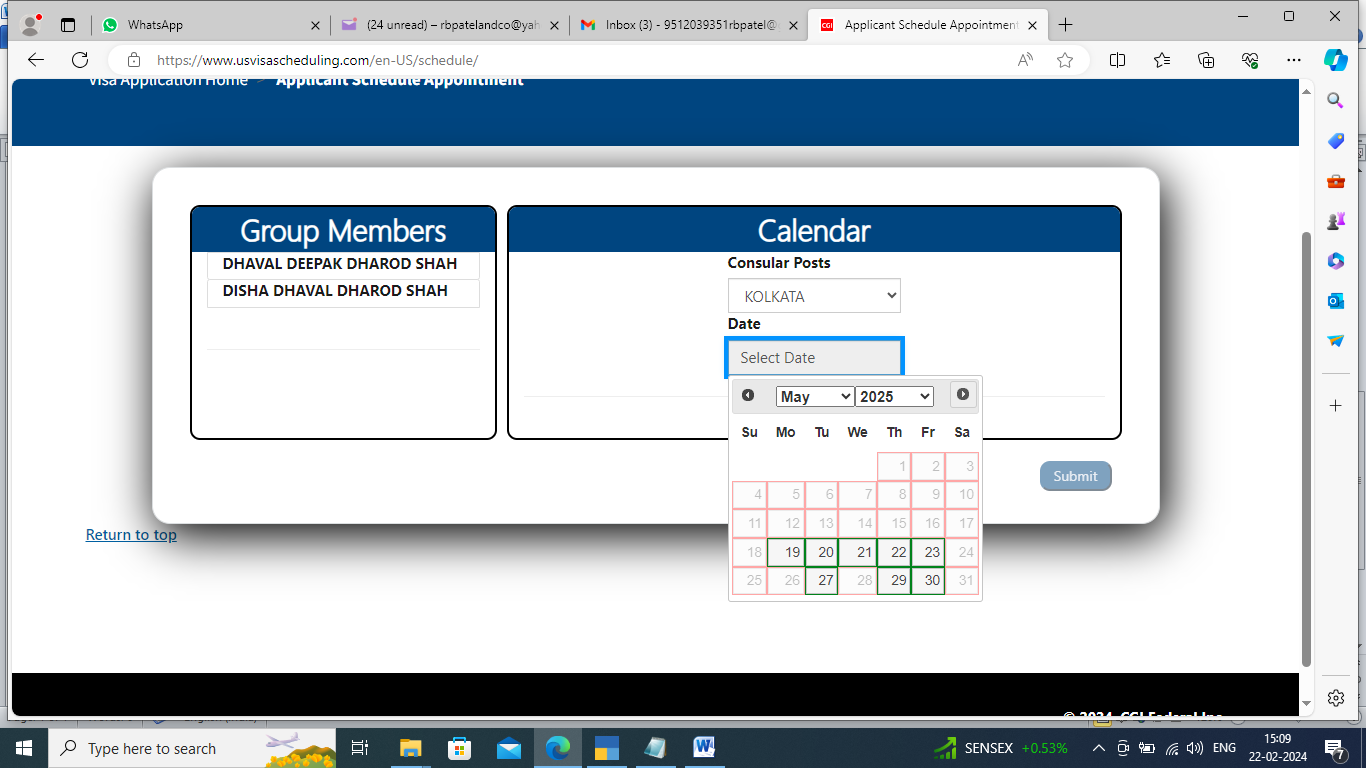 WhatsApp
(24 unread) – rbpatelandco@yah
Inbox (3) - 9512039351rbpatel@g
CGI
Applicant Schedule Appointment
https://www.usvisascheduling.com/en-US/schedule/
Visa Application Home > Applicant Schedule Appointment
Group Members
DHAVAL DEEPAK DHAROD SHAH
DISHA DHAVAL DHAROD SHAH
Calendar
Consular Posts
KOLKATA
Date
Select Date
May 2025
Su Mo Tu We Th Fr Sa
1 2 3
4 5 6 7 8 9 10
11 12 13 14 15 16 17
18 19 20 21 22 23 24
25 26 27 28 29 30 31
Submit
Return to top
Type here to search
SENSEX +0.53%
ENG
15:09
22-02-2024
7